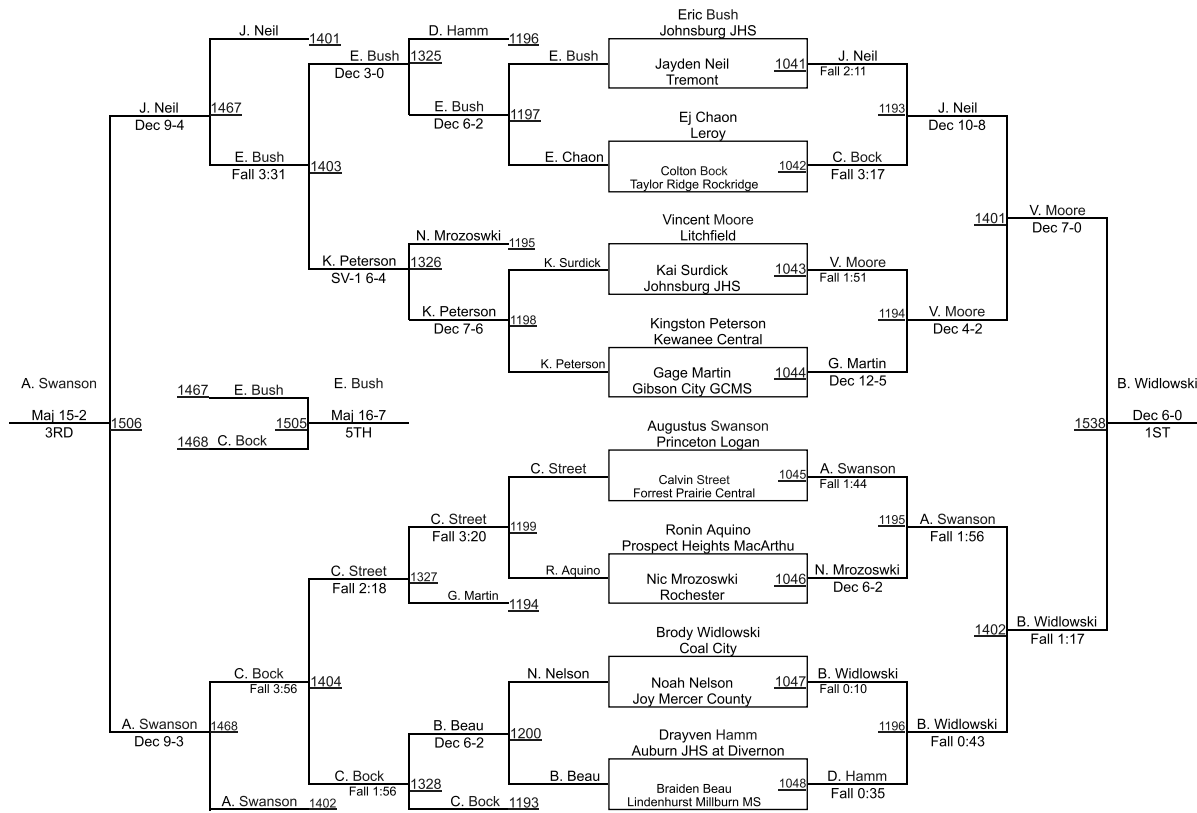 Eric Bush
Johnsburg JHS
J. Neil
1401
D. Hamm
1196
E. Bush
1325
Dec 3-0
E. Bush
Jayden Neil
1041
Tremont
J. Neil
Fall 2:11
J. Neil
1467
Dec 9-4
E. Bush
1197
Dec 6-2
Ej Chaon
Leroy
1193
J. Neil
Dec 10-8
E. Bush
1403
Fall 3:31
E. Chaon
Colton Bock
1042
Taylor Ridge Rockridge
C. Bock
Fall 3:17
Vincent Moore
Litchfield
1401
V. Moore
Dec 7-0
N. Mrozoswki
1195
K. Peterson
1326
SV-1 6-4
K. Surdick
Kai Surdick
1043
Johnsburg JHS
V. Moore
Fall 1:51
K. Peterson
1198
Dec 7-6
Kingston Peterson
Kewanee Central
1194
V. Moore
Dec 4-2
K. Peterson
Gage Martin
1044
Gibson City GCMS
G. Martin
Dec 12-5
A. Swanson
Maj 15-2
1506
3RD
1467
E. Bush
1505
1468
C. Bock
E. Bush
Maj 16-7
5TH
B. Widlowski
1538
Dec 6-0
1ST
Augustus Swanson
Princeton Logan
C. Street
Calvin Street
1045
Forrest Prairie Central
A. Swanson
Fall 1:44
C. Street
1199
Fall 3:20
Ronin Aquino
Prospect Heights MacArthu
1195
A. Swanson
Fall 1:56
C. Street
1327
Fall 2:18
R. Aquino
Nic Mrozoswki
1046
Rochester
N. Mrozowski
Dec 6-2
G. Martin
1194
Brody Widlowski
Coal City
1402
B. Widlowski
Fall 1:17
C. Bock
1404
Fall 3:56
N. Nelson
Noah Nelson
1047
Joy Mercer County
B. Widlowski
Fall 0:10
A. Swanson
1468
Dec 9-3
B. Beau
1200
Dec 6-2
Drayven Hamm
Auburn JHS at Divernon
1196
B. Widlowski
Fall 0:43
C. Bock
1328
Fall 1:56
B. Beau
Braiden Beau
1048
Lindenhurst Millburn MS
D. Hamm
Fall 0:35
A. Swanson
1402
C. Bock
1193